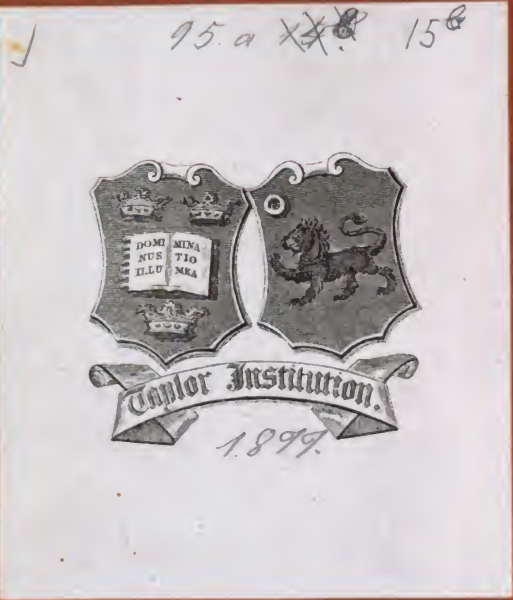 95. a 15 b
DOMI MINA
NUS TIO
ILLU MEA
Taylor Institution.
1899.